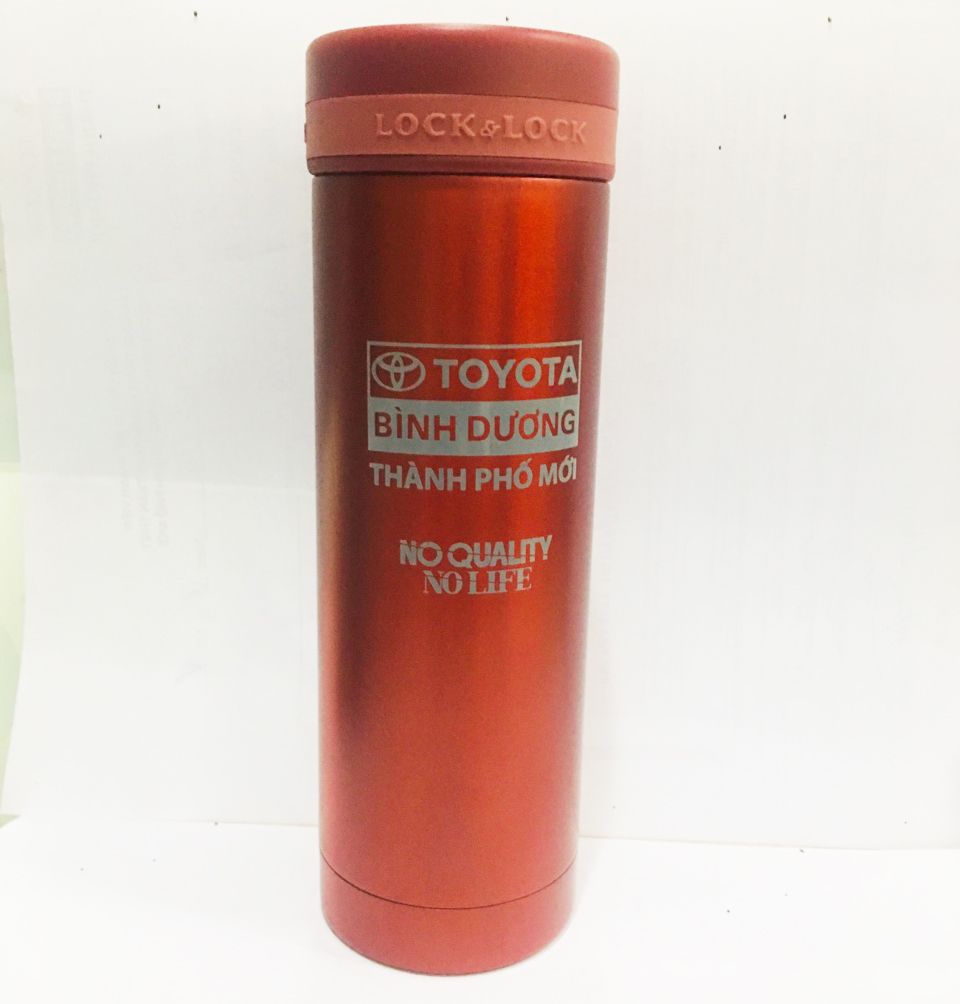 LOCK&LOCK
TOYOTA
BÌNH DƯƠNG
THÀNH PHỐ MỚI
NO QUALITY
NO LIFE